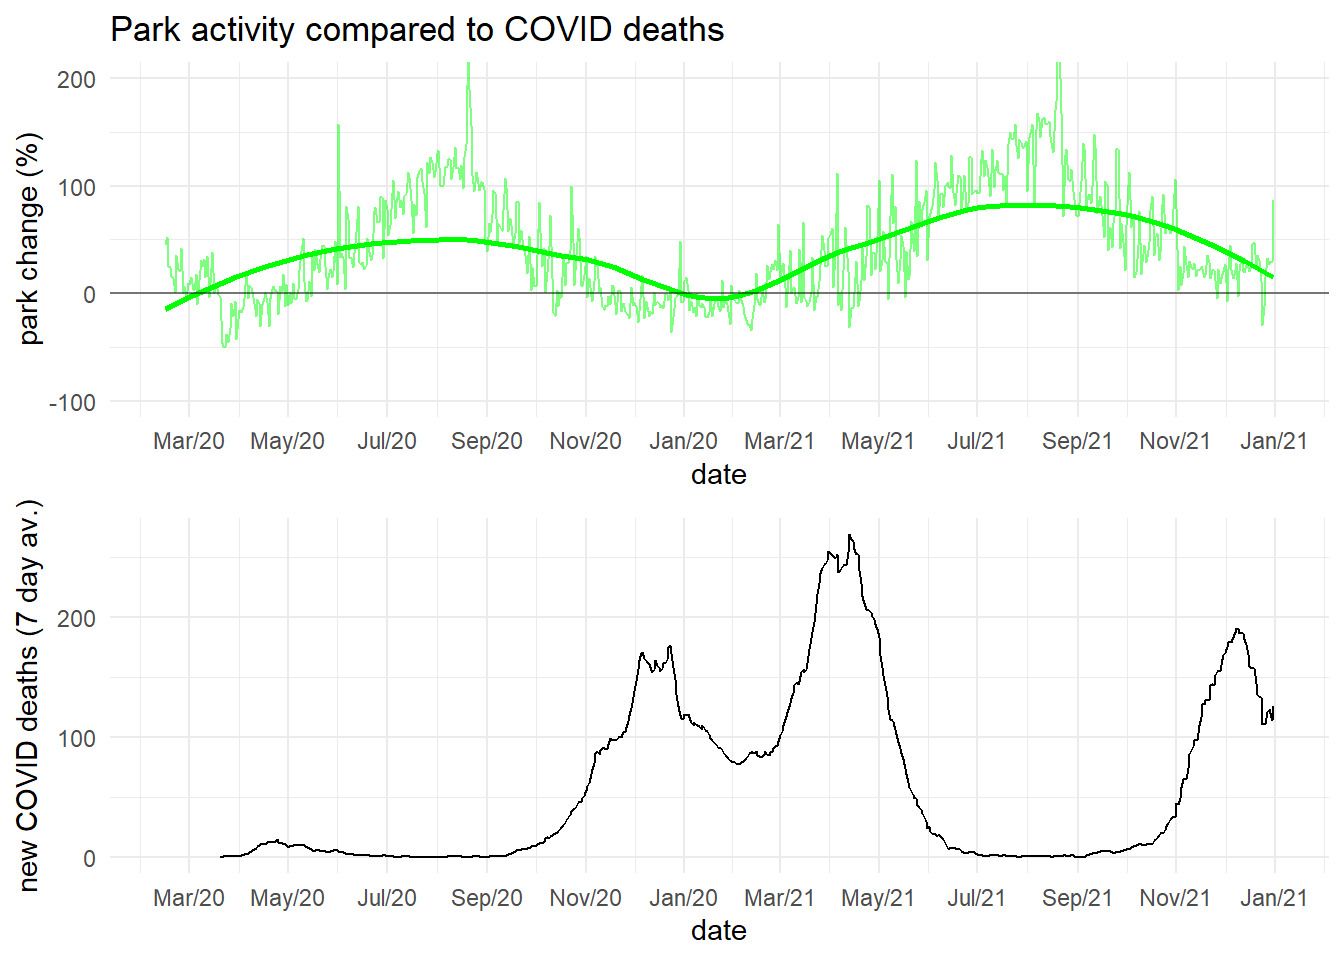 Park activity compared to COVID deaths
park change (%)
200
100
0
-100
Mar/20 May/20 Jul/20 Sep/20 Nov/20 Jan/20 Mar/21 May/21 Jul/21 Sep/21 Nov/21 Jan/21
date
new COVID deaths (7 day av.)
200
100
0
Mar/20 May/20 Jul/20 Sep/20 Nov/20 Jan/20 Mar/21 May/21 Jul/21 Sep/21 Nov/21 Jan/21
date